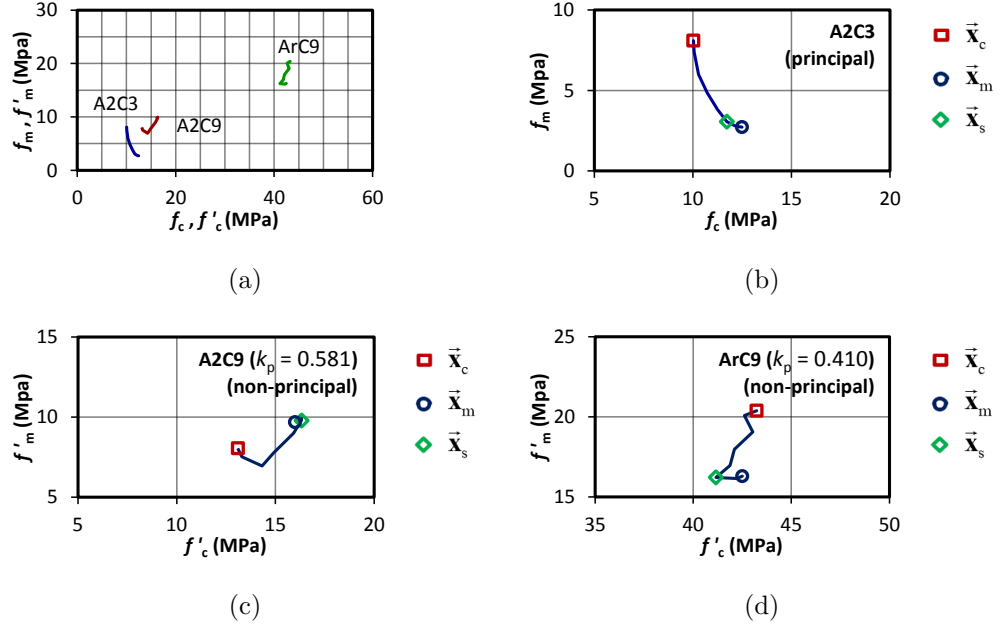 30
20
10
0
0
20
40
60
f_m , f'_m (Mpa)
f_c , f'_c (MPa)
A2C3
A2C9
ArC9
(a)
10
5
0
5
10
15
20
f_m (Mpa)
f_c (MPa)
A2C3
(principal)
x⃗_c
x⃗_m
x⃗_s
(b)
15
10
5
5
10
15
20
f'_m (Mpa)
f'_c (MPa)
A2C9 (k_p = 0.581)
(non-principal)
x⃗_c
x⃗_m
x⃗_s
(c)
25
20
15
35
40
45
50
f'_m (Mpa)
f'_c (MPa)
ArC9 (k_p = 0.410)
(non-principal)
x⃗_c
x⃗_m
x⃗_s
(d)